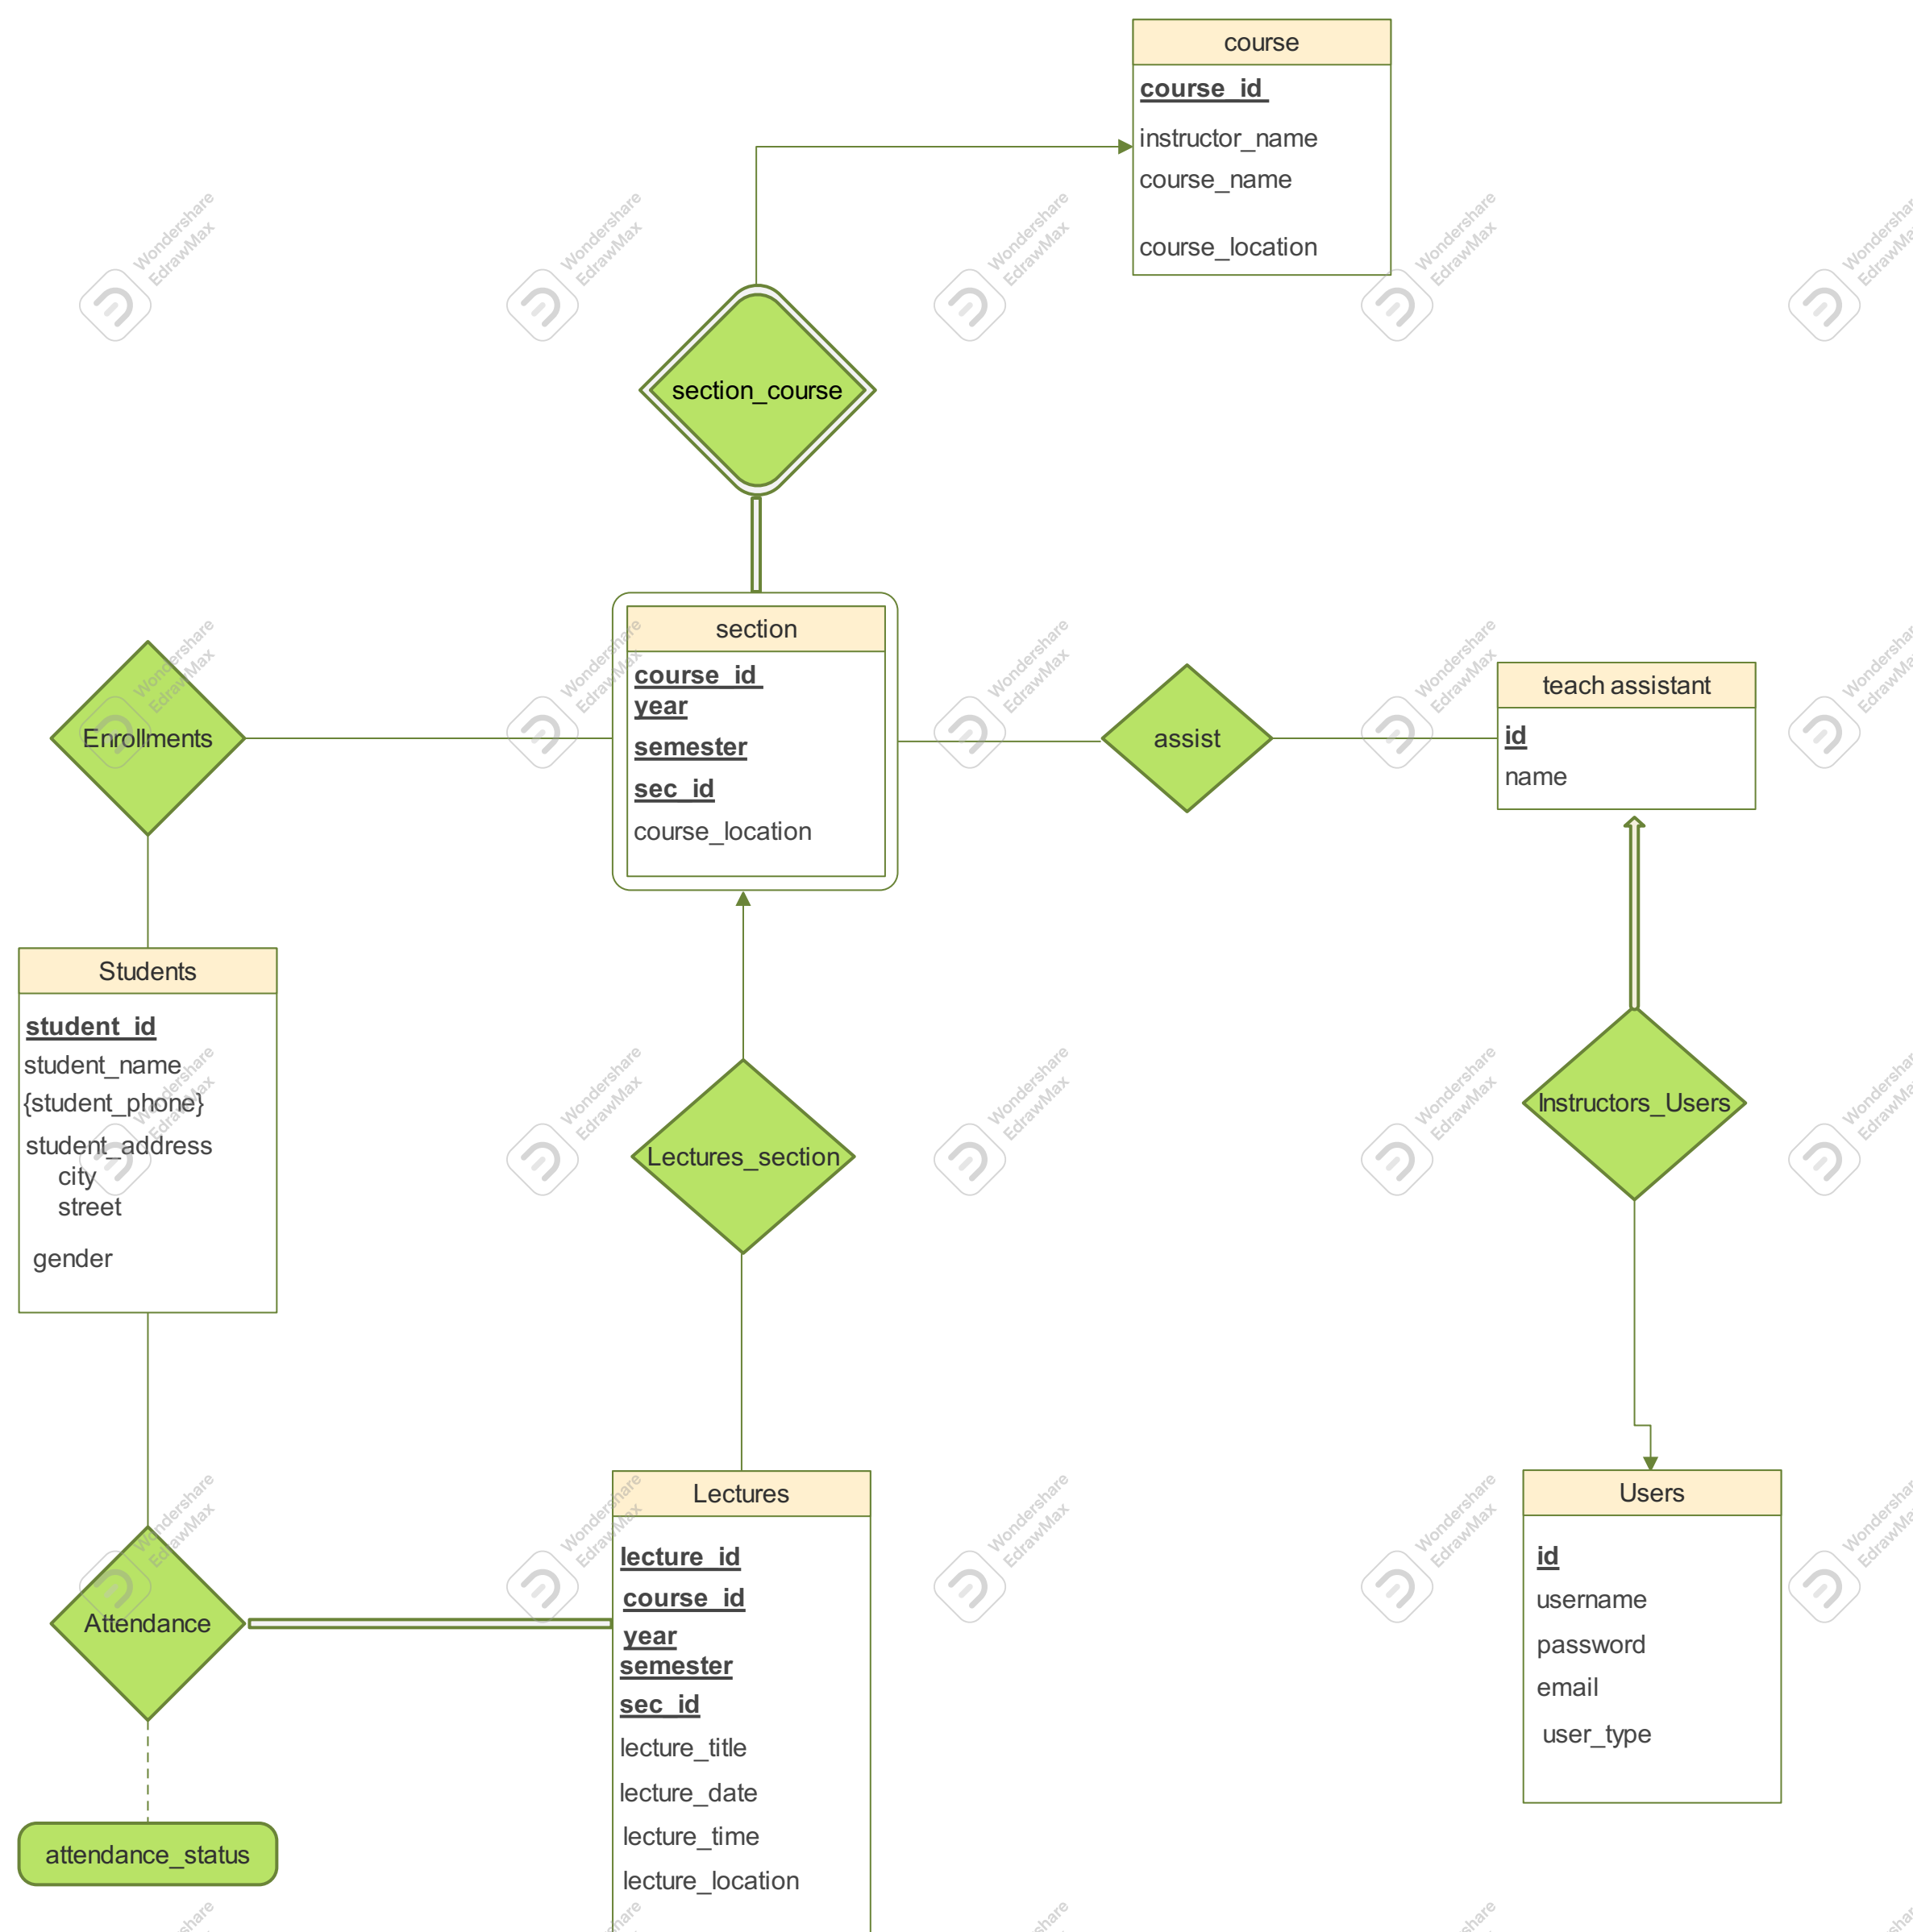 course
course_id
instructor_name
course_name
course_location
section_course
section
course_id
year
semester
sec_id
course_location
Enrollments
assist
teach assistant
id
name
Students
student_id
student_name
{student_phone}
student_address
city
street
gender
Lectures_section
Instructors_Users
Attendance
attendance_status
Lectures
lecture_id
course_id
year
semester
sec_id
lecture_title
lecture_date
lecture_time
lecture_location
Users
id
username
password
email
user_type
Wondershare
EdrawMax